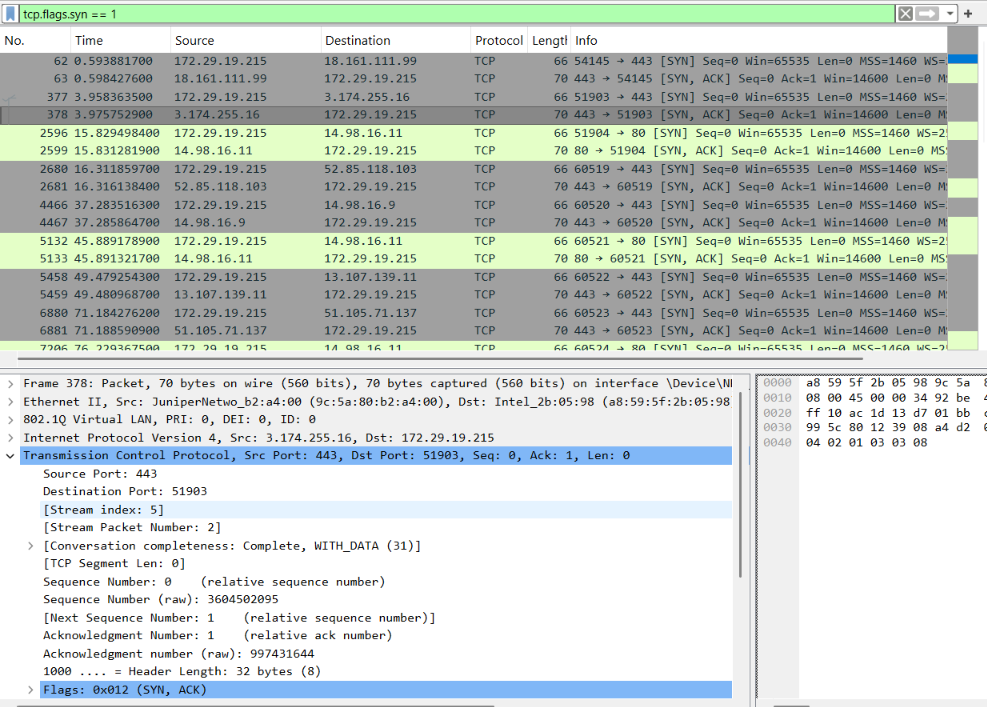 tcp.flags.syn == 1
No. Time Source Destination Protocol Length Info
62 0.593881700 172.29.19.215 18.161.111.99 TCP 66 54145 → 443 [SYN] Seq=0 Win=65535 Len=0 MSS=1460 WS=
63 0.598427600 18.161.111.99 172.29.19.215 TCP 70 443 → 54145 [SYN, ACK] Seq=0 Ack=1 Win=14600 Len=0 M
377 3.958363500 172.29.19.215 3.174.255.16 TCP 66 51903 → 443 [SYN] Seq=0 Win=65535 Len=0 MSS=1460 WS=
378 3.975752900 3.174.255.16 172.29.19.215 TCP 70 443 → 51903 [SYN, ACK] Seq=0 Ack=1 Win=14600 Len=0 M
2596 15.829498400 172.29.19.215 14.98.16.11 TCP 66 51904 → 80 [SYN] Seq=0 Win=65535 Len=0 MSS=1460 WS=2
2599 15.831281900 14.98.16.11 172.29.19.215 TCP 70 80 → 51904 [SYN, ACK] Seq=0 Ack=1 Win=14600 Len=0 MS
2680 16.311859700 172.29.19.215 52.85.118.103 TCP 66 60519 → 443 [SYN] Seq=0 Win=65535 Len=0 MSS=1460 WS=
2681 16.316138400 52.85.118.103 172.29.19.215 TCP 70 443 → 60519 [SYN, ACK] Seq=0 Ack=1 Win=14600 Len=0 M
4466 37.283516300 172.29.19.215 14.98.16.9 TCP 66 60520 → 443 [SYN] Seq=0 Win=65535 Len=0 MSS=1460 WS=
4467 37.285864700 14.98.16.9 172.29.19.215 TCP 70 443 → 60520 [SYN, ACK] Seq=0 Ack=1 Win=14600 Len=0 M
5132 45.889178900 172.29.19.215 14.98.16.11 TCP 66 60521 → 80 [SYN] Seq=0 Win=65535 Len=0 MSS=1460 WS=2
5133 45.891321700 14.98.16.11 172.29.19.215 TCP 70 80 → 60521 [SYN, ACK] Seq=0 Ack=1 Win=14600 Len=0 MS
5458 49.479254300 172.29.19.215 13.107.139.11 TCP 66 60522 → 443 [SYN] Seq=0 Win=65535 Len=0 MSS=1460 WS=
5459 49.480968700 13.107.139.11 172.29.19.215 TCP 70 443 → 60522 [SYN, ACK] Seq=0 Ack=1 Win=14600 Len=0 M
6880 71.184276200 172.29.19.215 51.105.71.137 TCP 66 60523 → 443 [SYN] Seq=0 Win=65535 Len=0 MSS=1460 WS=
6881 71.188590900 51.105.71.137 172.29.19.215 TCP 70 443 → 60523 [SYN, ACK] Seq=0 Ack=1 Win=14600 Len=0 M
7206 76.229367500 172.29.19.215 14.98.16.11 TCP 66 60524 → 80 [SYN] Seq=0 Win=65535 Len=0 MSS=1460 WS=2
Frame 378: Packet, 70 bytes on wire (560 bits), 70 bytes captured (560 bits) on interface \Device\N
Ethernet II, Src: JuniperNetwo_b2:a4:00 (9c:5a:80:b2:a4:00), Dst: Intel_2b:05:98 (a8:59:5f:2b:05:98
802.1Q Virtual LAN, PRI: 0, DEI: 0, ID: 0
Internet Protocol Version 4, Src: 3.174.255.16, Dst: 172.29.19.215
Transmission Control Protocol, Src Port: 443, Dst Port: 51903, Seq: 0, Ack: 1, Len: 0
Source Port: 443
Destination Port: 51903
[Stream index: 5]
[Stream Packet Number: 2]
[Conversation completeness: Complete, WITH_DATA (31)]
[TCP Segment Len: 0]
Sequence Number: 0 (relative sequence number)
Sequence Number (raw): 3604502095
[Next Sequence Number: 1 (relative sequence number)]
Acknowledgment Number: 1 (relative ack number)
Acknowledgment number (raw): 997431644
1000 .... = Header Length: 32 bytes (8)
Flags: 0x012 (SYN, ACK)
0000 a8 59 5f 2b 05 98 9c 5a
0010 08 00 45 00 00 34 92 be
0020 ff 10 ac 1d 13 d7 01 bb
0030 99 5c 80 12 39 08 a4 d2
0040 04 02 01 03 03 08